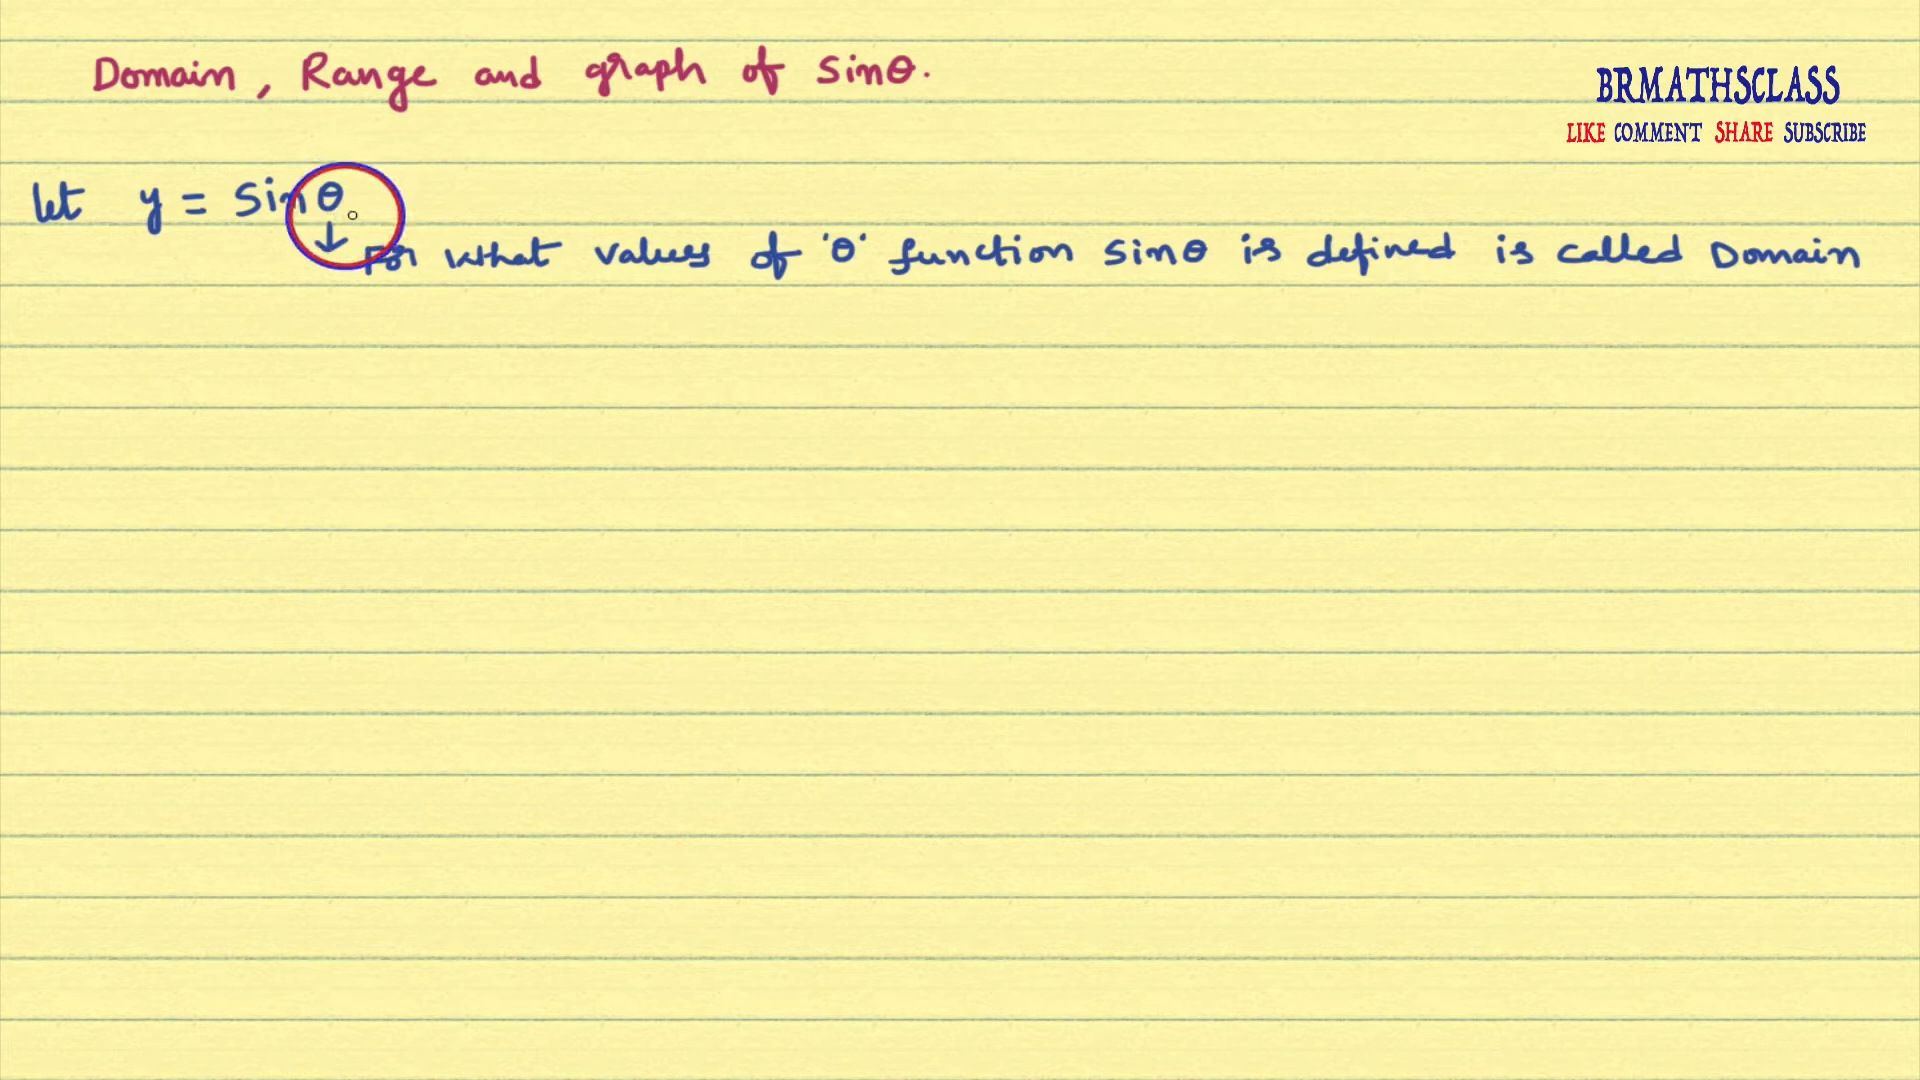 Domain, Range and graph of Sinθ.
BRMATHSCLASS
LIKE COMMENT SHARE SUBSCRIBE
Let y = Sinθ
↓ For what values of 'θ' function Sinθ is defined is called Domain